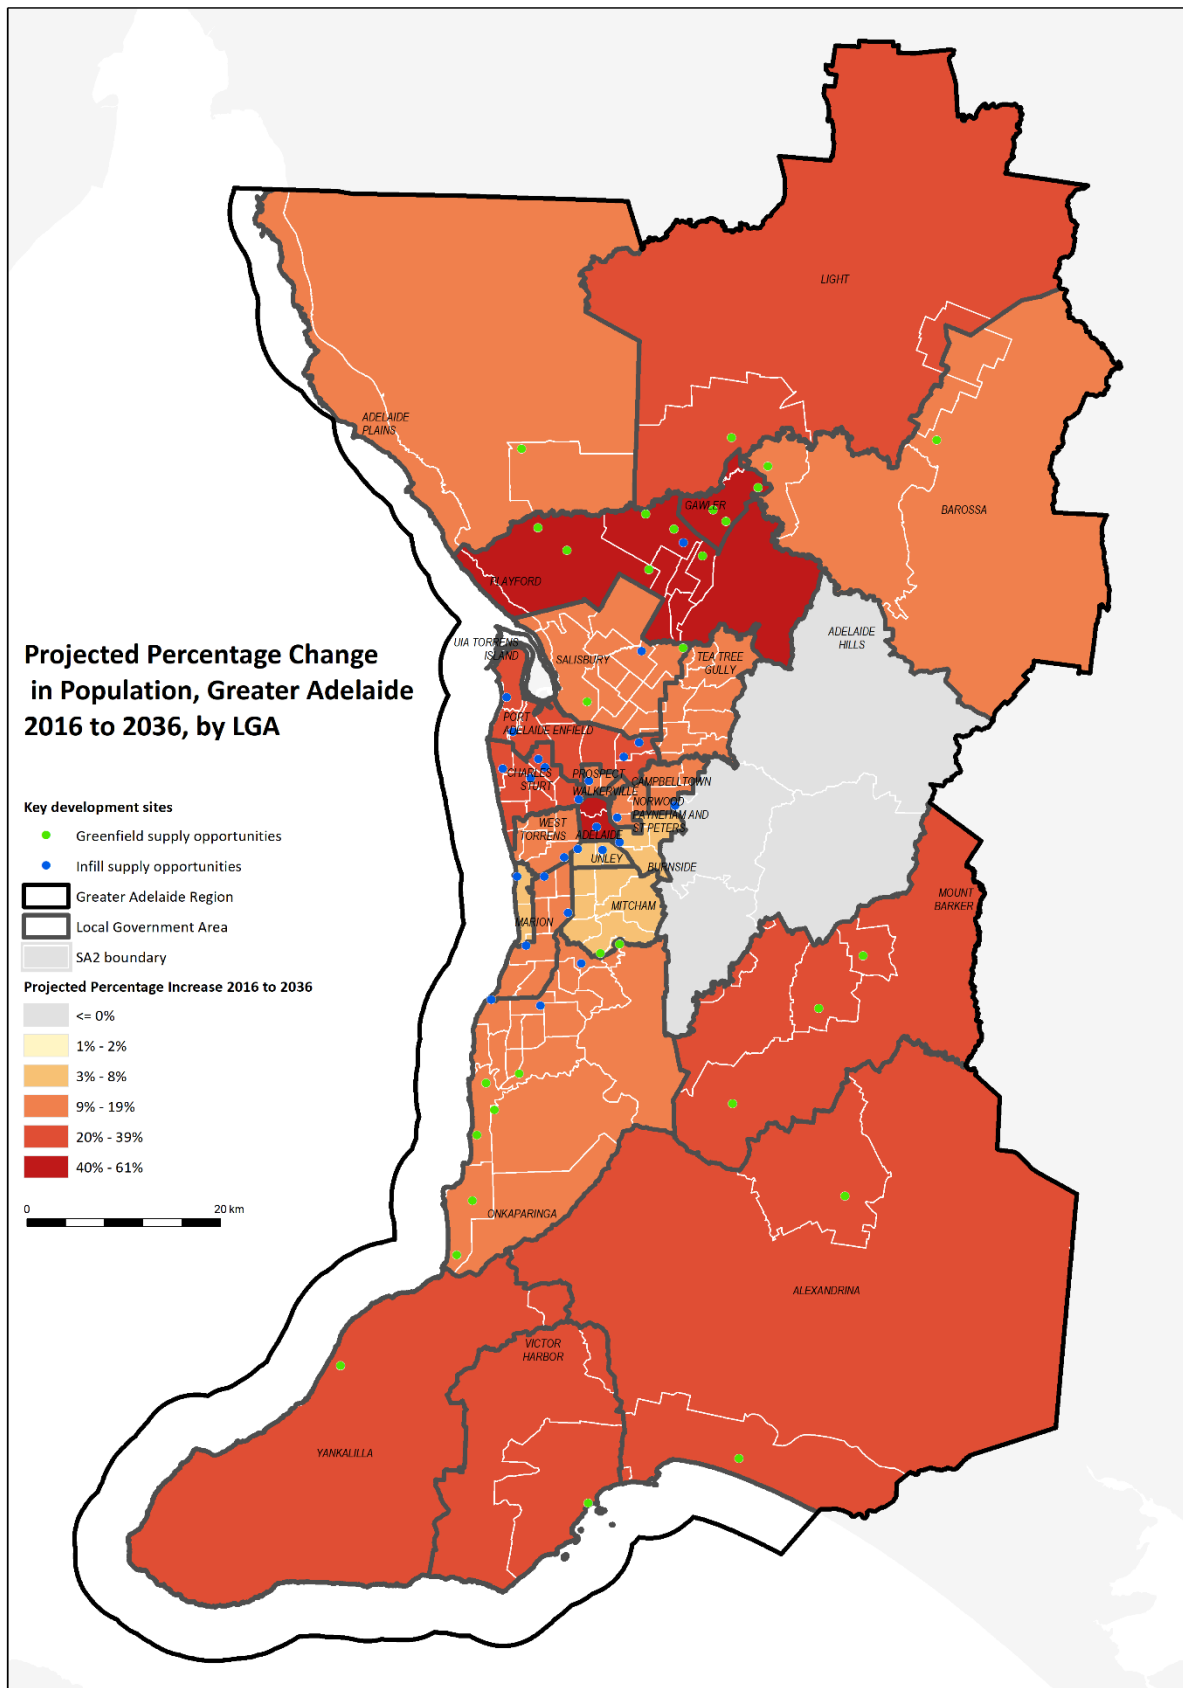 LIGHT
ADELAIDE
PLAINS
GAWLER
BAROSSA
PLAYFORD
ADELAIDE
HILLS
UIA TORRENS
ISLAND
SALISBURY
TEA TREE
GULLY
Projected Percentage Change
in Population, Greater Adelaide
2016 to 2036, by LGA
PORT
ADELAIDE ENFIELD
CHARLES
STURT
PROSPECT
WALKERVILLE
CAMPBELLTOWN
NORWOOD
PAYNEHAM AND
ST PETERS
WEST
TORRENS
ADELAIDE
UNLEY
BURNSIDE
Key development sites
Greenfield supply opportunities
Infill supply opportunities
Greater Adelaide Region
Local Government Area
SA2 boundary
MITCHAM
MARION
MOUNT
BARKER
Projected Percentage Increase 2016 to 2036
<= 0%
1% - 2%
3% - 8%
9% - 19%
20% - 39%
40% - 61%
0 20 km
ONKAPARINGA
ALEXANDRINA
VICTOR
HARBOR
YANKALILLA